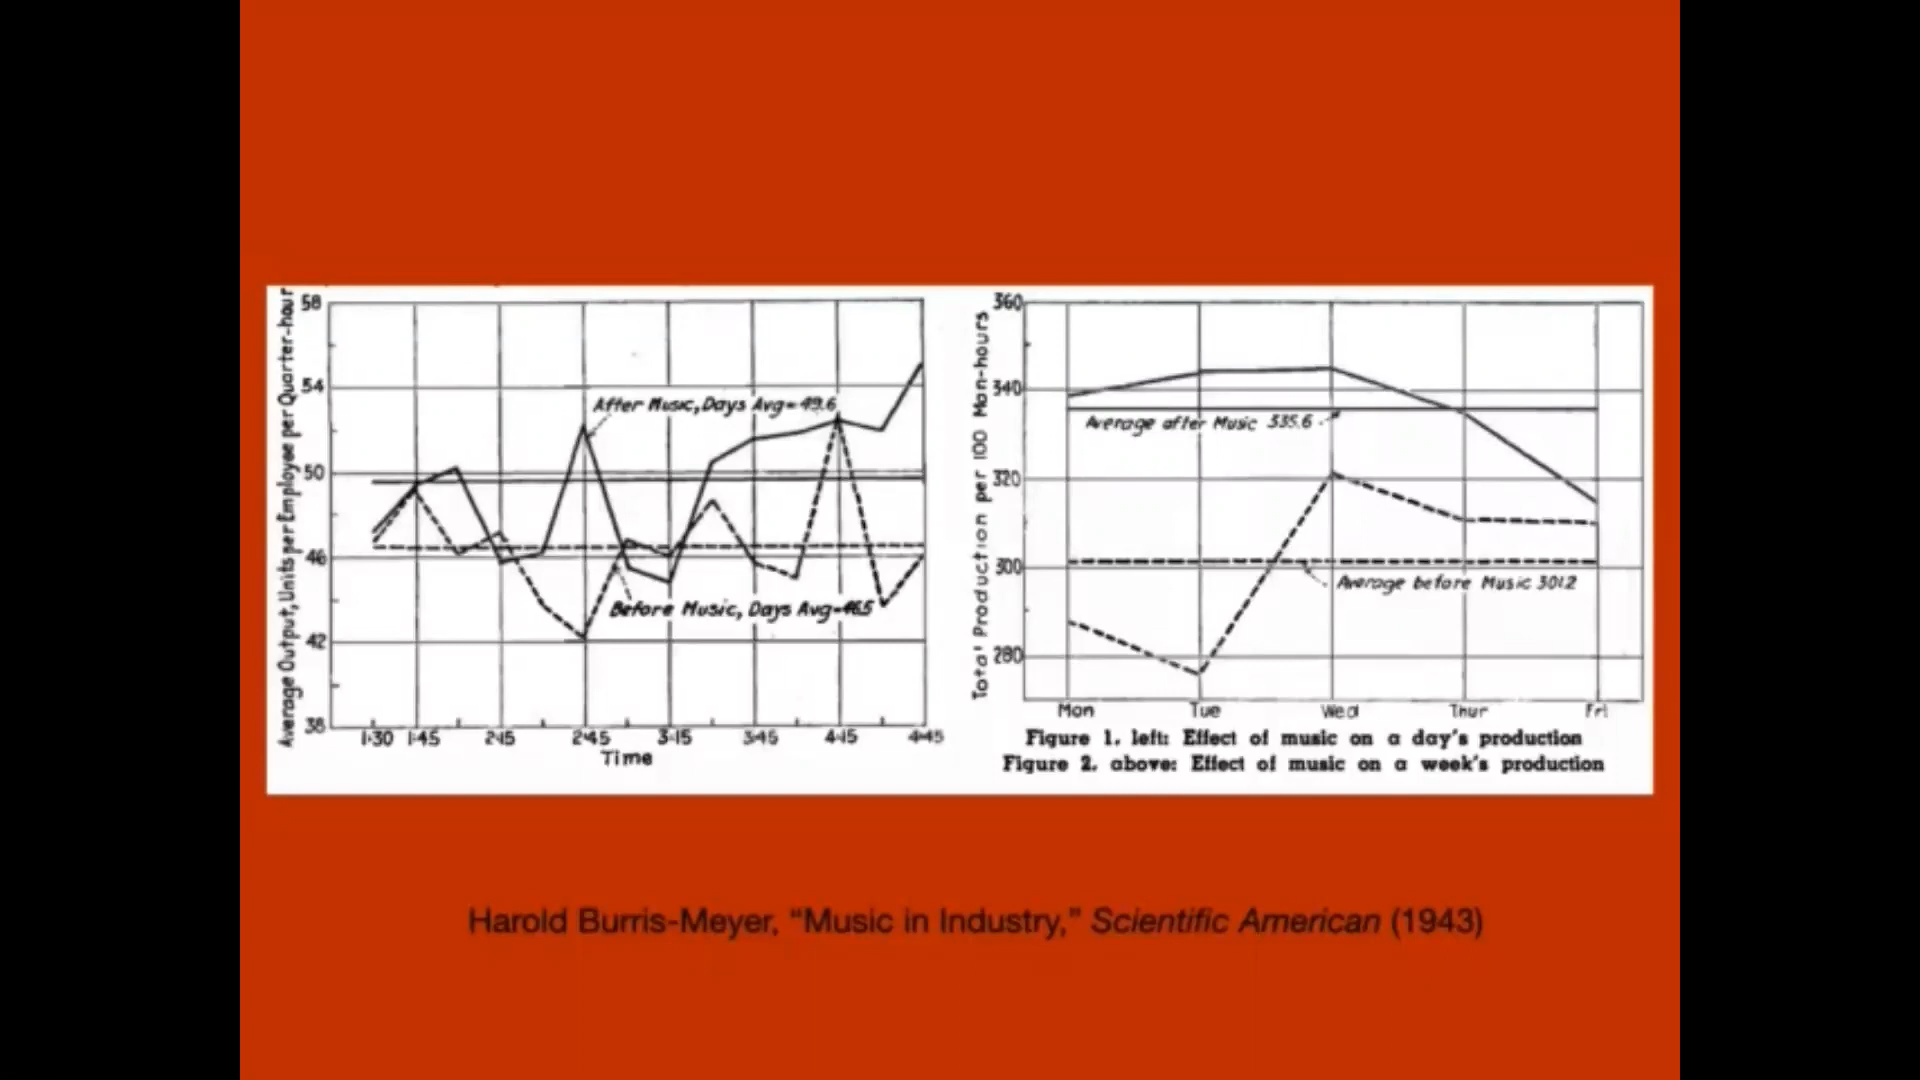 Average Output, Units per Employee per Quarter-hour
58
54
50
46
42
38
After Music, Days Avg=49.6
Before Music, Days Avg=46.5
1:30 1:45 2:15 2:45 3:15 3:45 4:15 4:45
Time
Total Production per 100 Man-hours
360
340
320
300
280
Average after Music 335.6
Average before Music 301.2
Mon Tue Wed Thur Fri
Figure 1, left: Effect of music on a day's production
Figure 2, above: Effect of music on a week's production
Harold Burris-Meyer, “Music in Industry,” Scientific American (1943)